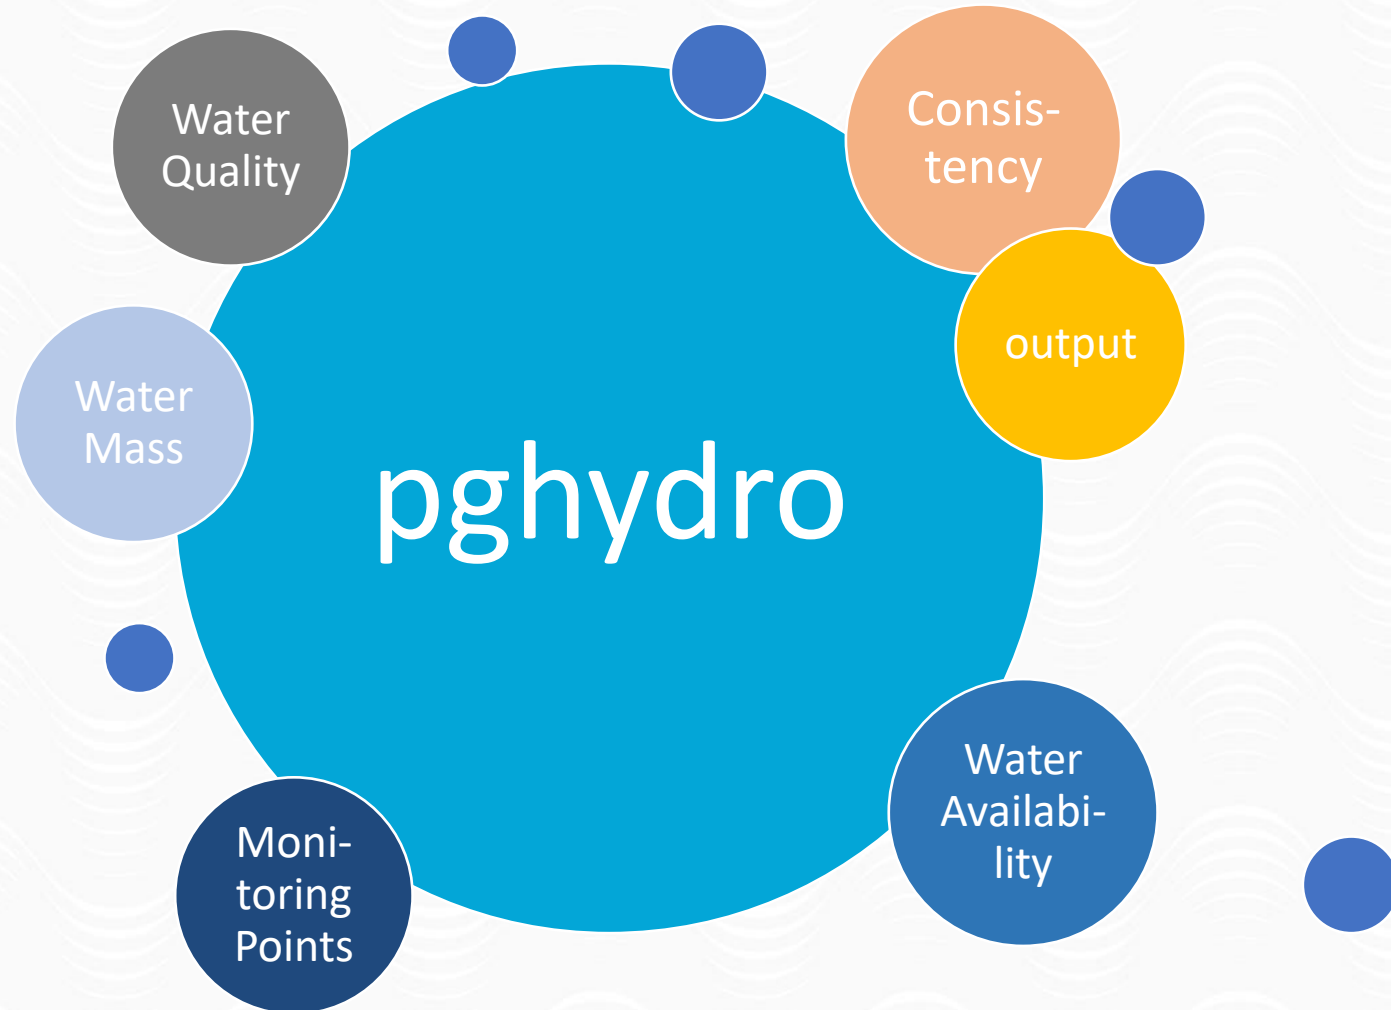 Water
Quality
Consis-
tency
output
Water
Mass
pghydro
Water
Availabi-
lity
Moni-
toring
Points